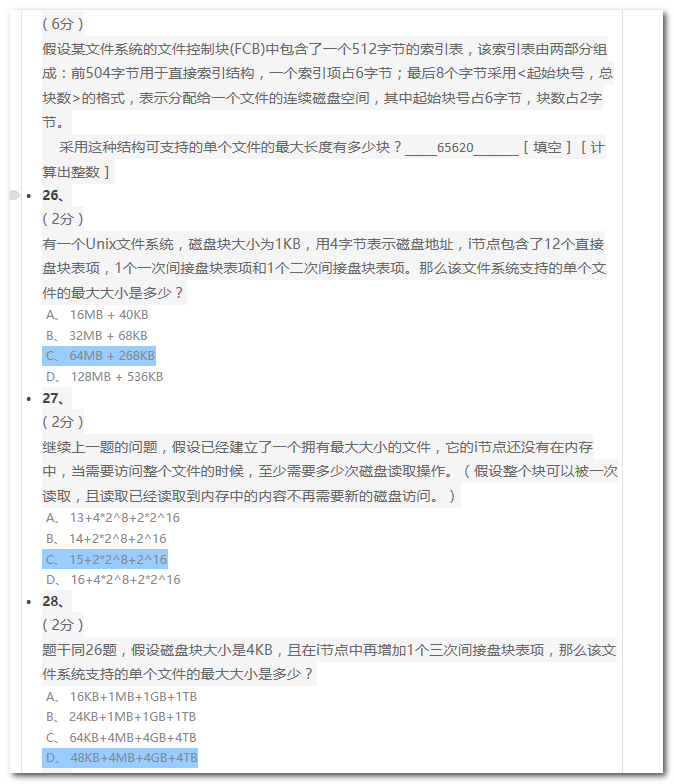 （6分）
假设某文件系统的文件控制块(FCB)中包含了一个512字节的索引表，该索引表由两部分组
成：前504字节用于直接索引结构，一个索引项占6字节；最后8个字节采用<起始块号，总
块数>的格式，表示分配给一个文件的连续磁盘空间，其中起始块号占6字节，块数占2字
节。
采用这种结构可支持的单个文件的最大长度有多少块？_____65620_______［填空］［计
算出整数］
• 26、
（2分）
有一个Unix文件系统，磁盘块大小为1KB，用4字节表示磁盘地址，i节点包含了12个直接
盘块表项，1个一次间接盘块表项和1个二次间接盘块表项。那么该文件系统支持的单个文
件的最大大小是多少？
A、 16MB + 40KB
B、 32MB + 68KB
C、 64MB + 268KB
D、 128MB + 536KB
• 27、
（2分）
继续上一题的问题，假设已经建立了一个拥有最大大小的文件，它的i节点还没有在内存
中，当需要访问整个文件的时候，至少需要多少次磁盘读取操作。（假设整个块可以被一次
读取，且读取已经读取到内存中的内容不再需要新的磁盘访问。）
A、 13+4*2^8+2*2^16
B、 14+2*2^8+2^16
C、 15+2*2^8+2^16
D、 16+4*2^8+2*2^16
• 28、
（2分）
题干同26题，假设磁盘块大小是4KB，且在i节点中再增加1个三次间接盘块表项，那么该文
件系统支持的单个文件的最大大小是多少？
A、 16KB+1MB+1GB+1TB
B、 24KB+1MB+1GB+1TB
C、 64KB+4MB+4GB+4TB
D、 48KB+4MB+4GB+4TB